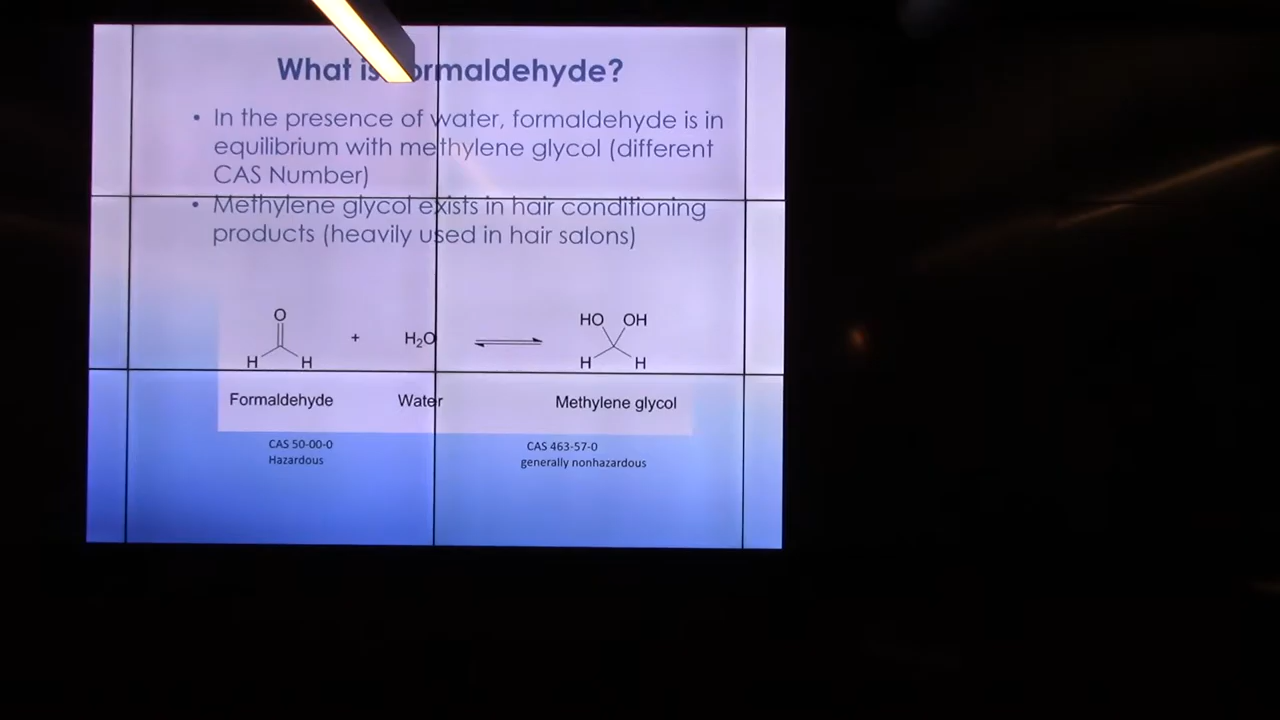 What is ormaldehyde?
• In the presence of water, formaldehyde is in
equilibrium with methylene glycol (different
CAS Number)
• Methylene glycol exists in hair conditioning
products (heavily used in hair salons)
O
HO OH
+ H₂O
H H
H H
Formaldehyde Water Methylene glycol
CAS 50-00-0 CAS 463-57-0
Hazardous generally nonhazardous